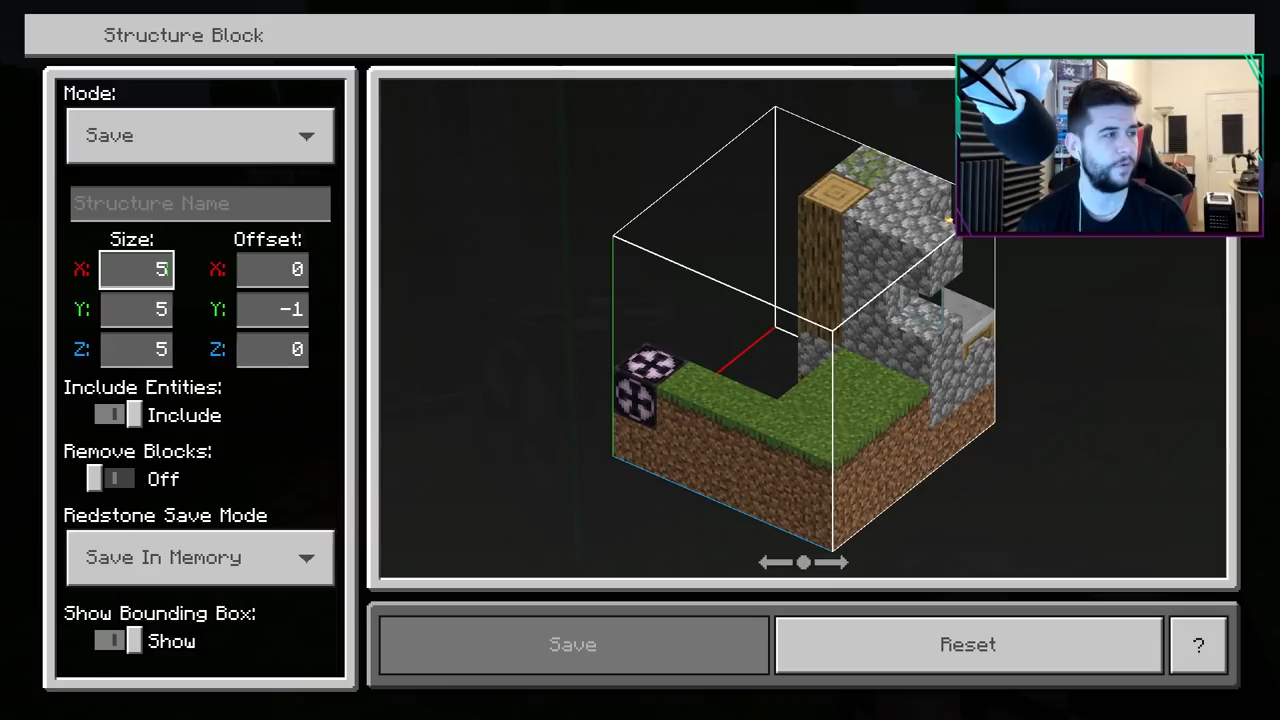 Structure Block
Mode:
Save
Structure Name
Size: Offset:
X: 5 X: 0
Y: 5 Y: -1
Z: 5 Z: 0
Include Entities:
Include
Remove Blocks:
Off
Redstone Save Mode
Save In Memory
Show Bounding Box:
Show
Save Reset ?